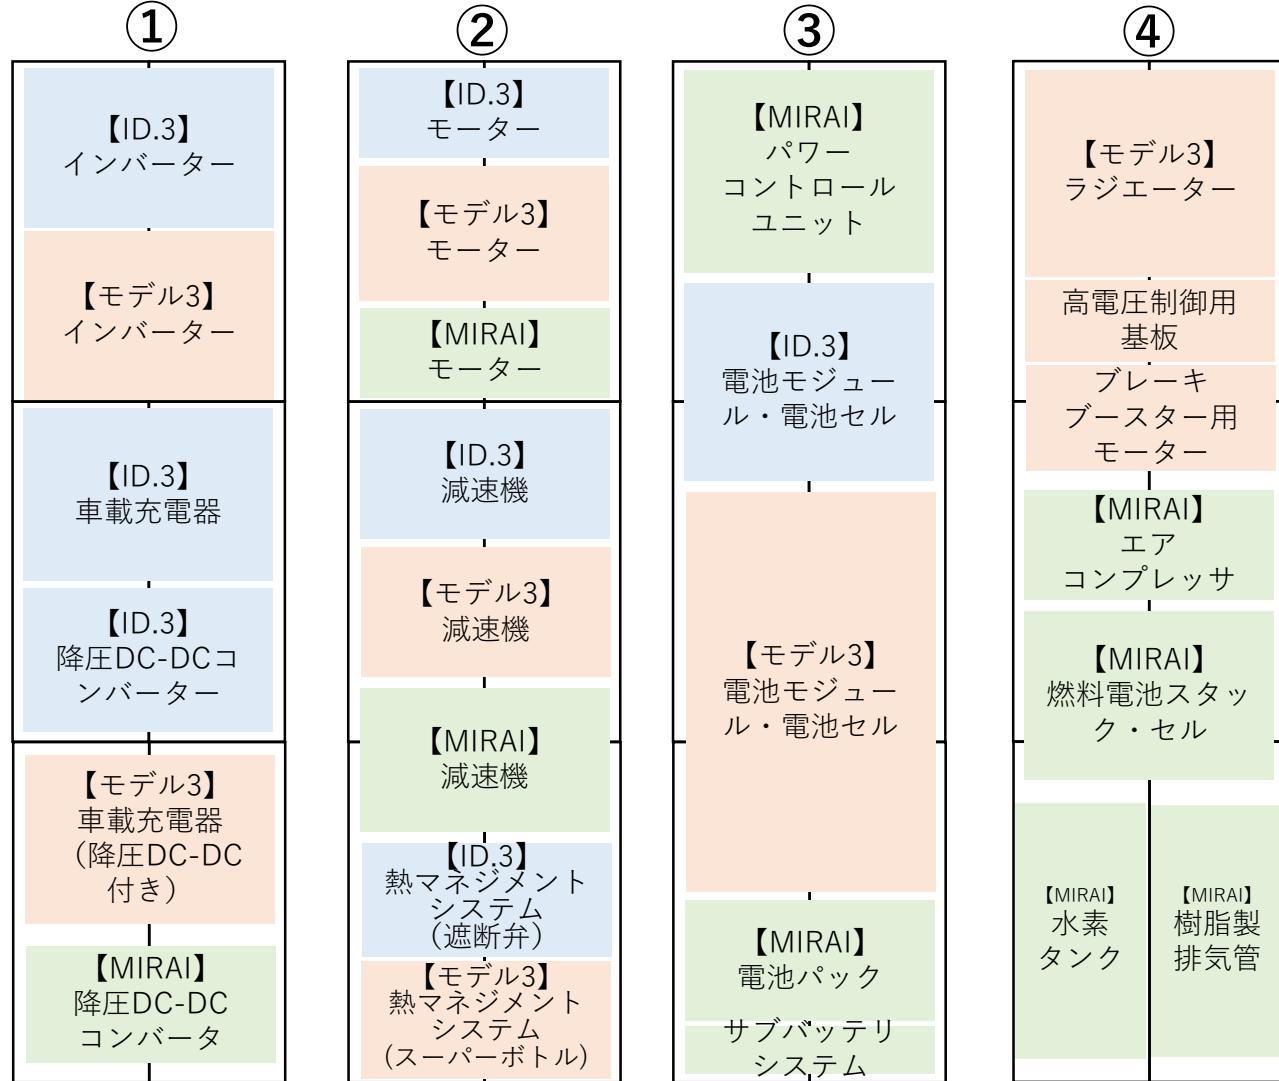 ①
【ID.3】
インバーター
【モデル3】
インバーター
【ID.3】
車載充電器
【ID.3】
降圧DC-DCコ
ンバーター
【モデル3】
車載充電器
（降圧DC-DC
付き）
【MIRAI】
降圧DC-DC
コンバータ
②
【ID.3】
モーター
【モデル3】
モーター
【MIRAI】
モーター
【ID.3】
減速機
【モデル3】
減速機
【MIRAI】
減速機
【ID.3】
熱マネジメント
システム
（遮断弁）
【モデル3】
熱マネジメント
システム
（スーパーボトル）
③
【MIRAI】
パワー
コントロール
ユニット
【ID.3】
電池モジュー
ル・電池セル
【モデル3】
電池モジュー
ル・電池セル
【MIRAI】
電池パック
サブバッテリ
システム
④
【モデル3】
ラジエーター
高電圧制御用
基板
ブレーキ
ブースター用
モーター
【MIRAI】
エア
コンプレッサ
【MIRAI】
燃料電池スタッ
ク・セル
【MIRAI】
水素
タンク
【MIRAI】
樹脂製
排気管